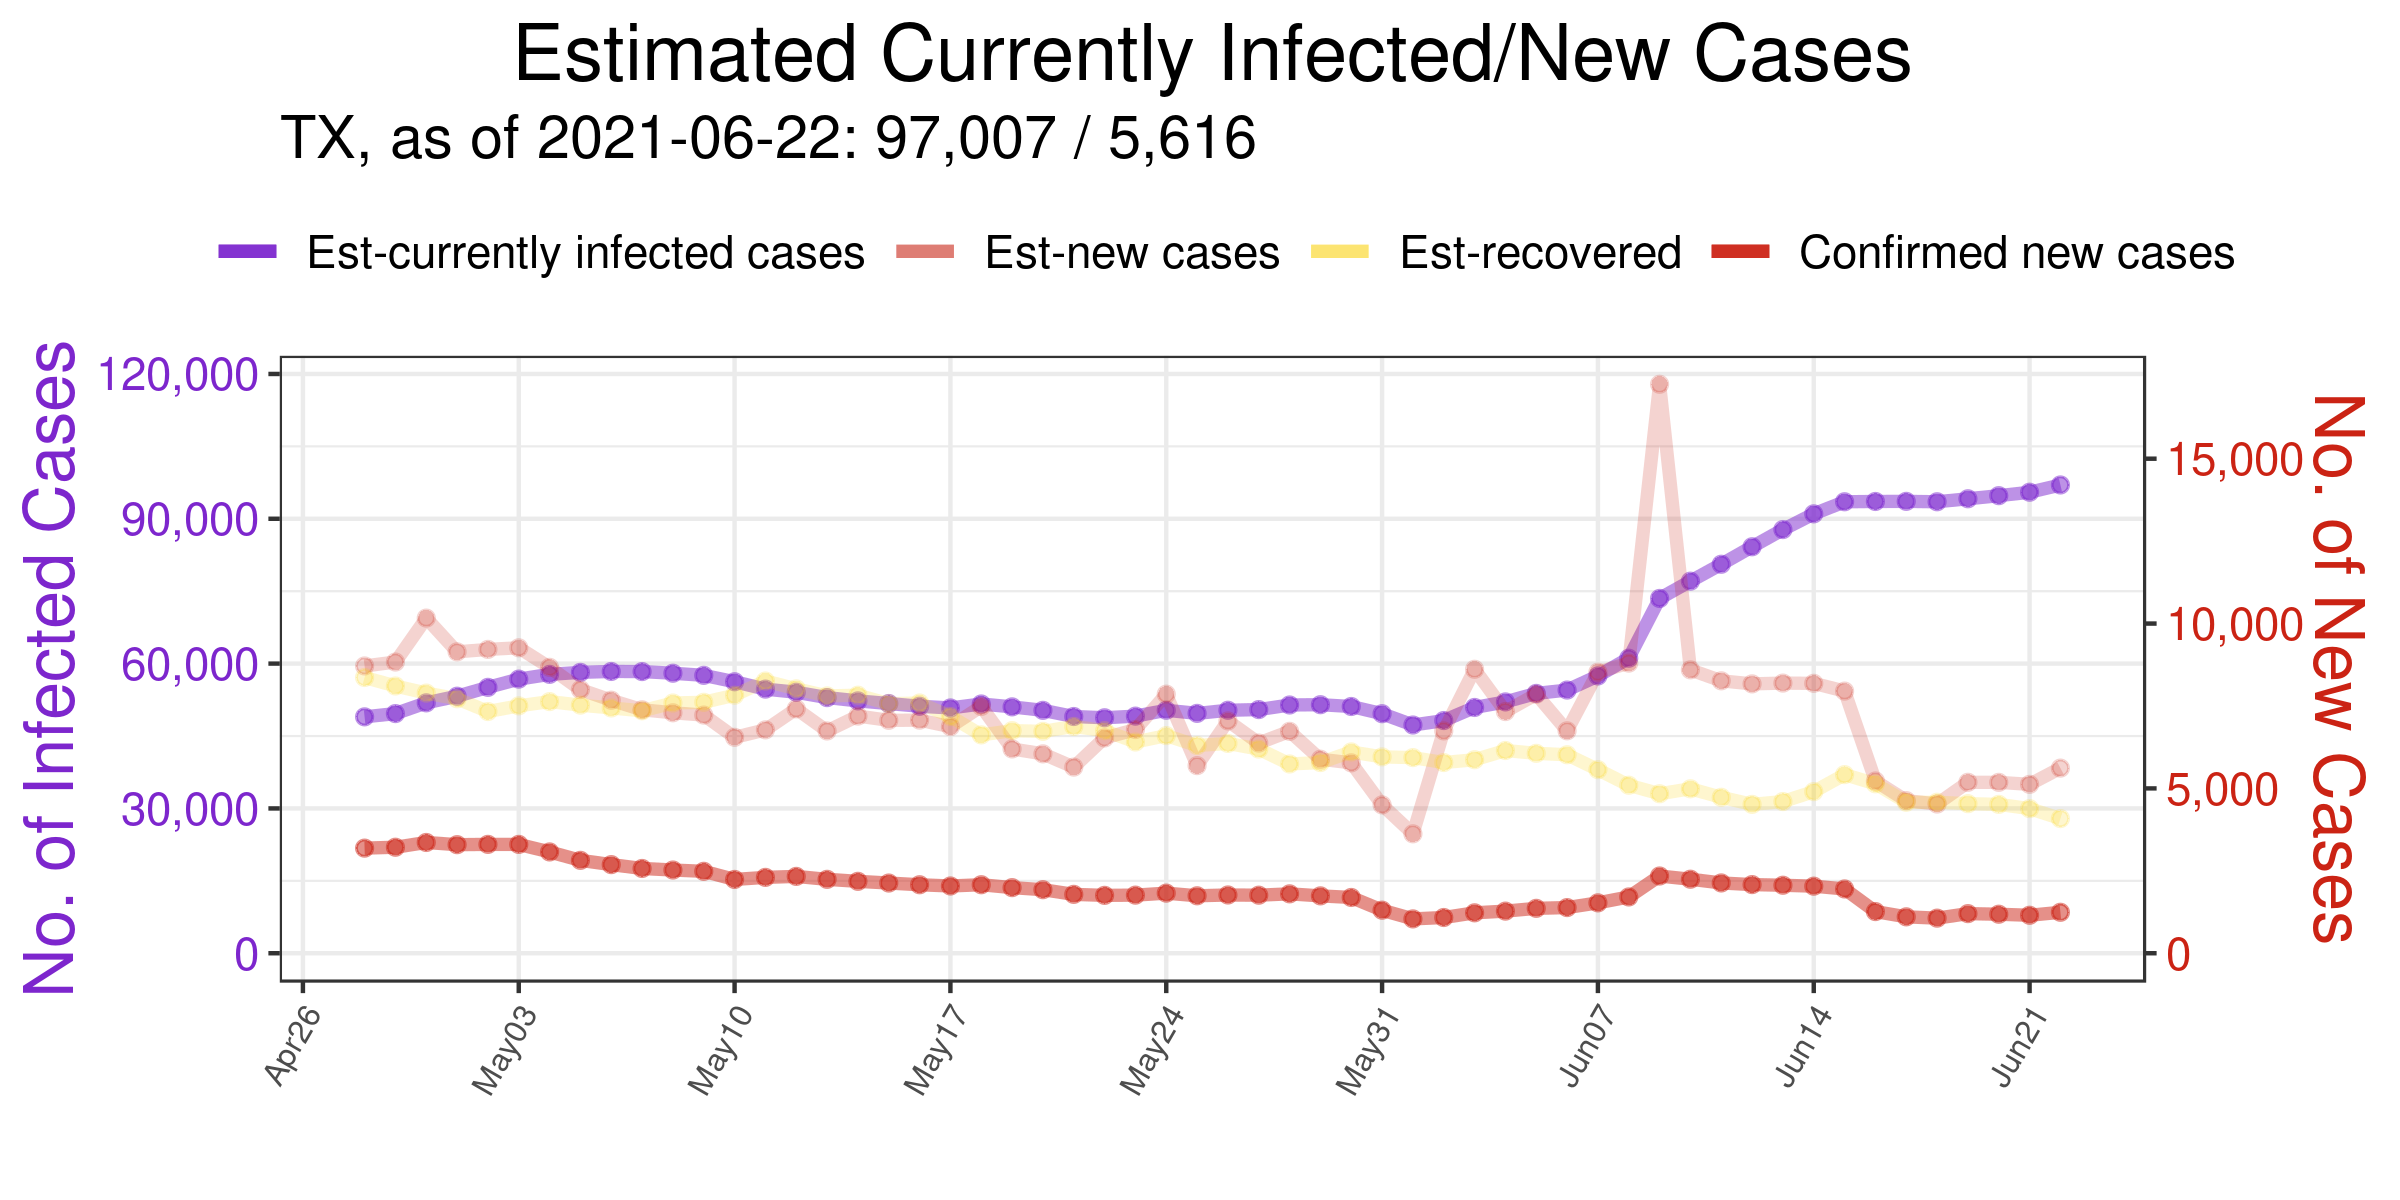 Estimated Currently Infected/New Cases
TX, as of 2021-06-22: 97,007 / 5,616
Est-currently infected cases
Est-new cases
Est-recovered
Confirmed new cases
No. of Infected Cases
120,000
90,000
60,000
30,000
0
15,000
10,000
5,000
0
No. of New Cases
Apr26
May03
May10
May17
May24
May31
Jun07
Jun14
Jun21